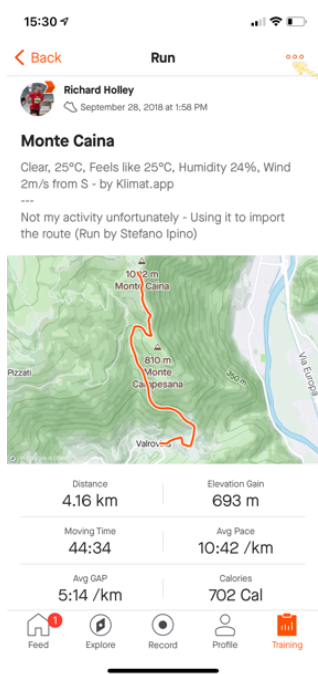 15:30
Back
Run
Richard Holley
September 28, 2018 at 1:58 PM
Monte Caina
Clear, 25°C, Feels like 25°C, Humidity 24%, Wind
2m/s from S - by Klimat.app
---
Not my activity unfortunately - Using it to import
the route (Run by Stefano Ipino)
m
Monte Caina
810 m
Monte
Campesana
350 m
Pizzati
Via Europa
Distance
4.16 km
Elevation Gain
693 m
Moving Time
44:34
Avg Pace
10:42 /km
Avg GAP
5:14 /km
Calories
702 Cal
1
Feed
Explore
Record
Profile
Training